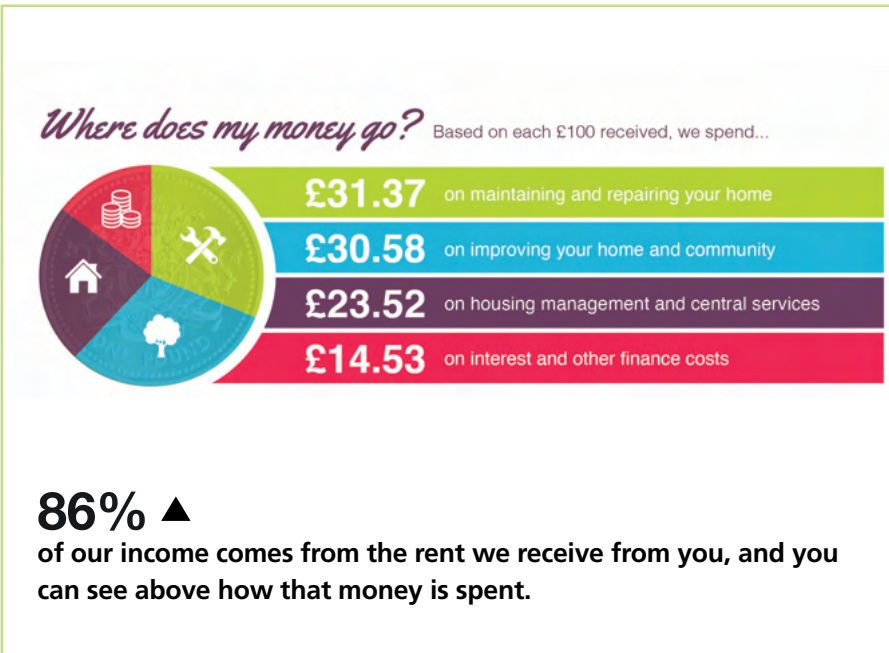 Where does my money go? Based on each £100 received, we spend...
£31.37 on maintaining and repairing your home
£30.58 on improving your home and community
£23.52 on housing management and central services
£14.53 on interest and other finance costs
86% ▲
of our income comes from the rent we receive from you, and you
can see above how that money is spent.